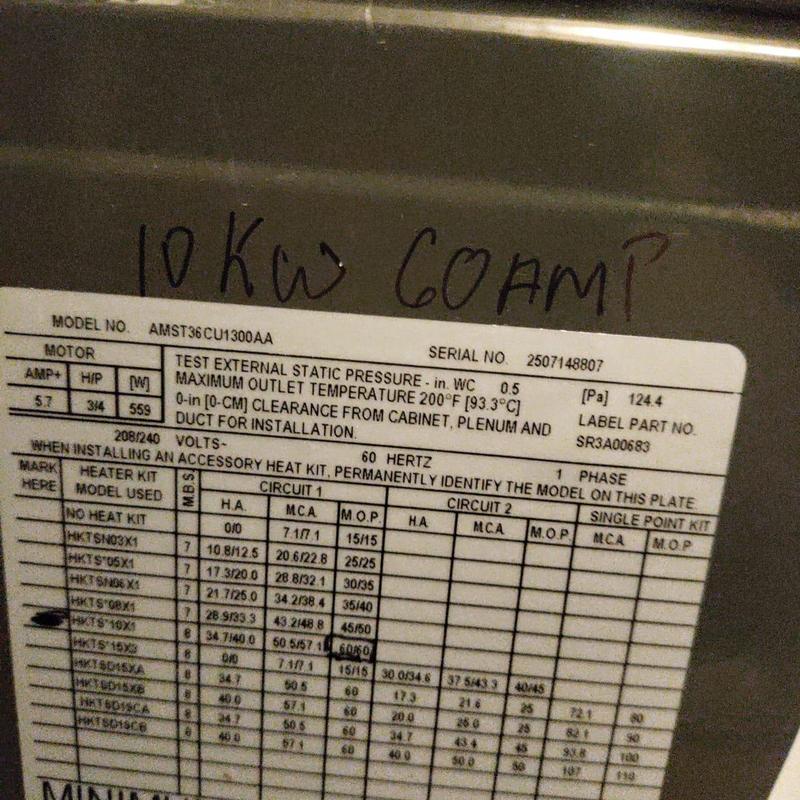 10 KW 60AMP
MODEL NO. AMST36CU1300AA SERIAL NO. 2507148807
MOTOR
AMP+ H/P [W]
5.7 3/4 559
TEST EXTERNAL STATIC PRESSURE - in. WC 0.5 [Pa] 124.4
MAXIMUM OUTLET TEMPERATURE 200°F [93.3°C]
0-in [0-CM] CLEARANCE FROM CABINET, PLENUM AND
DUCT FOR INSTALLATION.
LABEL PART NO.
SR3A00683
208/240 VOLTS~ 60 HERTZ 1 PHASE
WHEN INSTALLING AN ACCESSORY HEAT KIT, PERMANENTLY IDENTIFY THE MODEL ON THIS PLATE.
MARK HERE
HEATER KIT MODEL USED
MBS
CIRCUIT 1 CIRCUIT 2 SINGLE POINT KIT
H.A. M.C.A. M.O.P. H.A. M.C.A. M.O.P. M.C.A. M.O.P
NO HEAT KIT 0/0 7.1/7.1 15/15
HKTSN03X1 7 10.8/12.5 20.6/22.8 25/25
HKTS*05X1 7 17.3/20.0 28.8/32.1 30/35
HKTSN06X1 7 21.7/25.0 34.2/38.4 35/40
HKTS*08X1 7 28.9/33.3 43.2/48.8 45/50
HKTS*10X1 8 34.7/40.0 50.5/57.1 60/60
HKTS*15X3 8 0/0 7.1/7.1 15/15 30.0/34.6 37.5/43.3 40/45
HKTSD15XA 8 34.7 50.5 60 17.3 21.6 25 72.1 80
HKTSD15XB 8 40.0 57.1 60 20.0 25.0 25 82.1 90
HKTSD19CA 8 34.7 50.5 60 34.7 43.4 45 93.8 100
HKTSD19CB 8 40.0 57.1 60 40.0 50.0 50 107 110